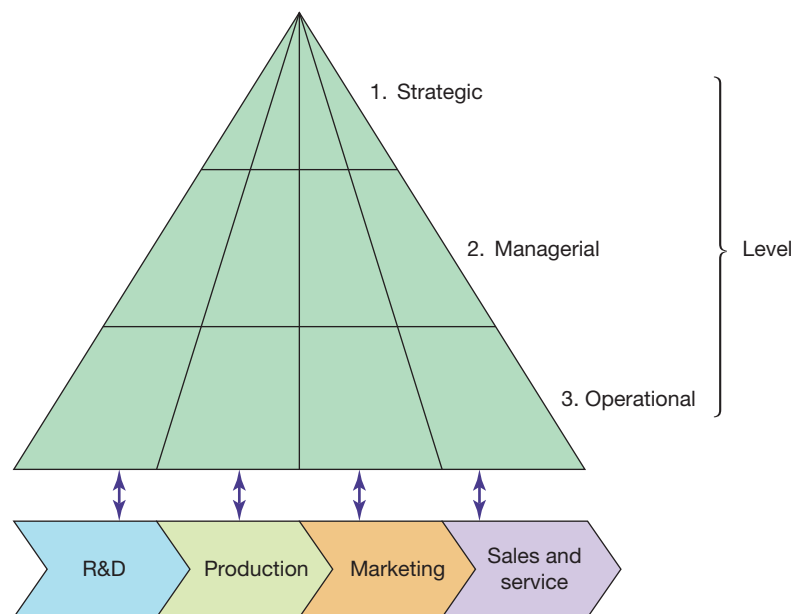 1. Strategic
2. Managerial
Level
3. Operational
R&D
Production
Marketing
Sales and
service